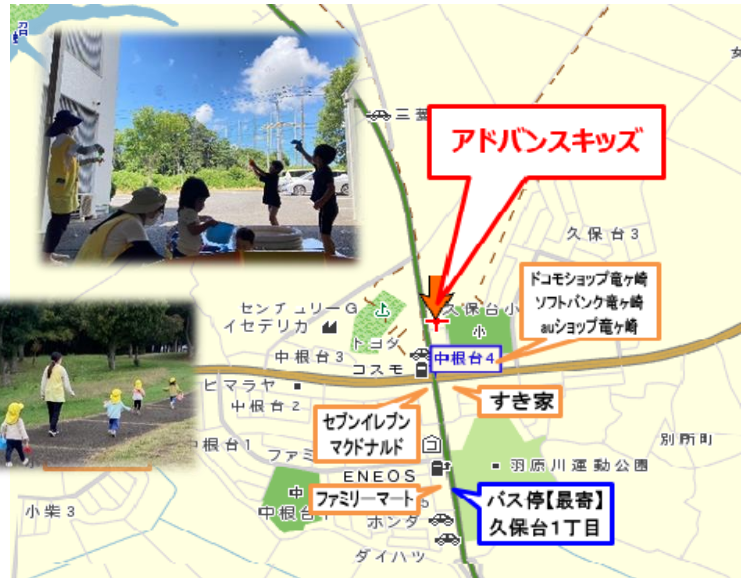 沼
女
三菱
アドバンスキッズ
久保台3
ドコモショップ竜ヶ崎
ソフトバンク竜ヶ崎
auショップ竜ヶ崎
センチュリーG
久保台小
イセデリカ
小
トヨタ
中根台3
中根台4
コスモ
ヒマラヤ
すき家
中根台2
セブンイレブン
マクドナルド
別所町
中根台1
ファミ
羽原川運動公園
ENEOS
ファミリーマート
バス停【最寄】
久保台1丁目
小柴3
中
中根台
5
ホンダ
ダイハツ